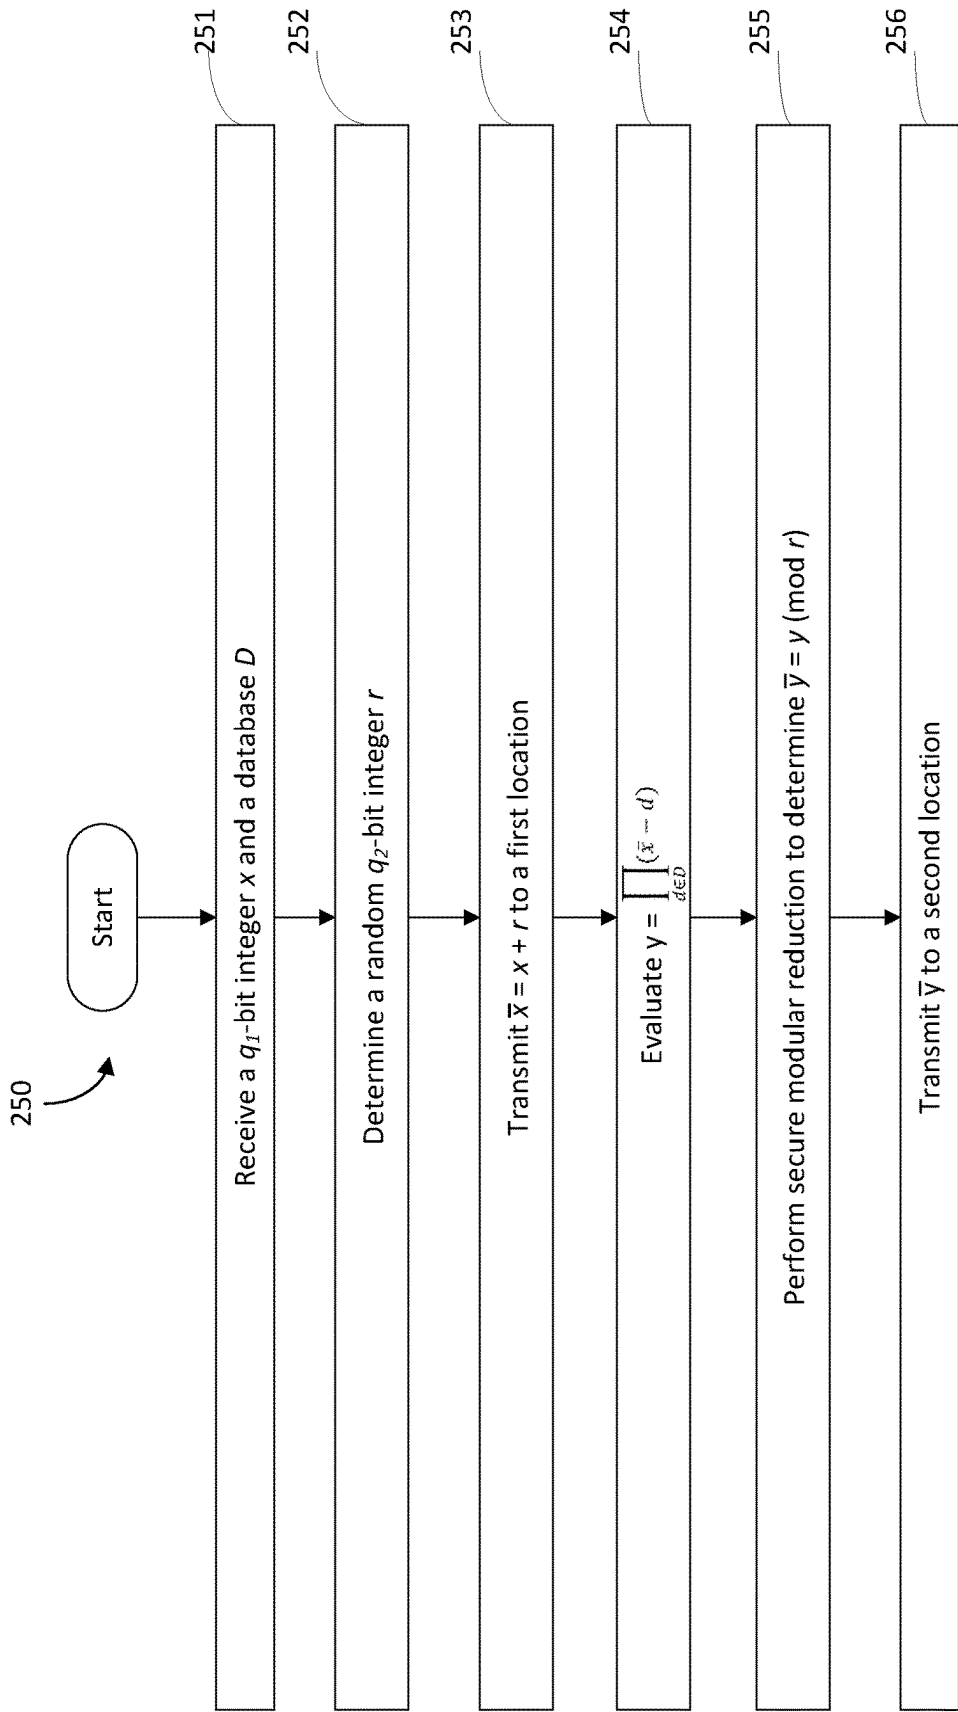 250
Start
251
Receive a q₁-bit integer x and a database D
252
Determine a random q₂-bit integer r
253
Transmit x̅ = x + r to a first location
254
Evaluate y = ∏_{d∈D} (x̅ − d)
255
Perform secure modular reduction to determine y̅ = y (mod r)
256
Transmit y̅ to a second location